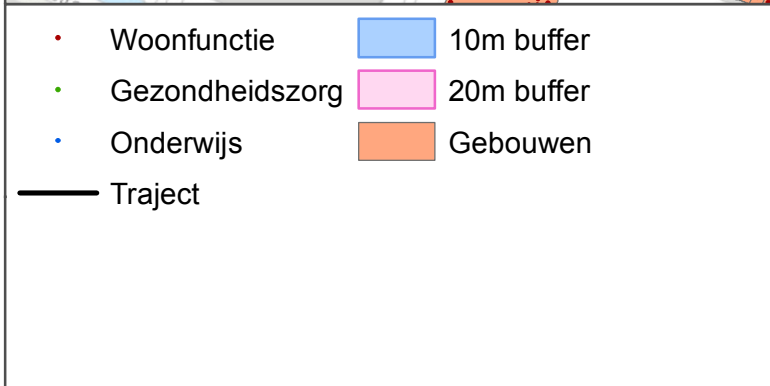 Woonfunctie
Gezondheidszorg
Onderwijs
Traject
10m buffer
20m buffer
Gebouwen